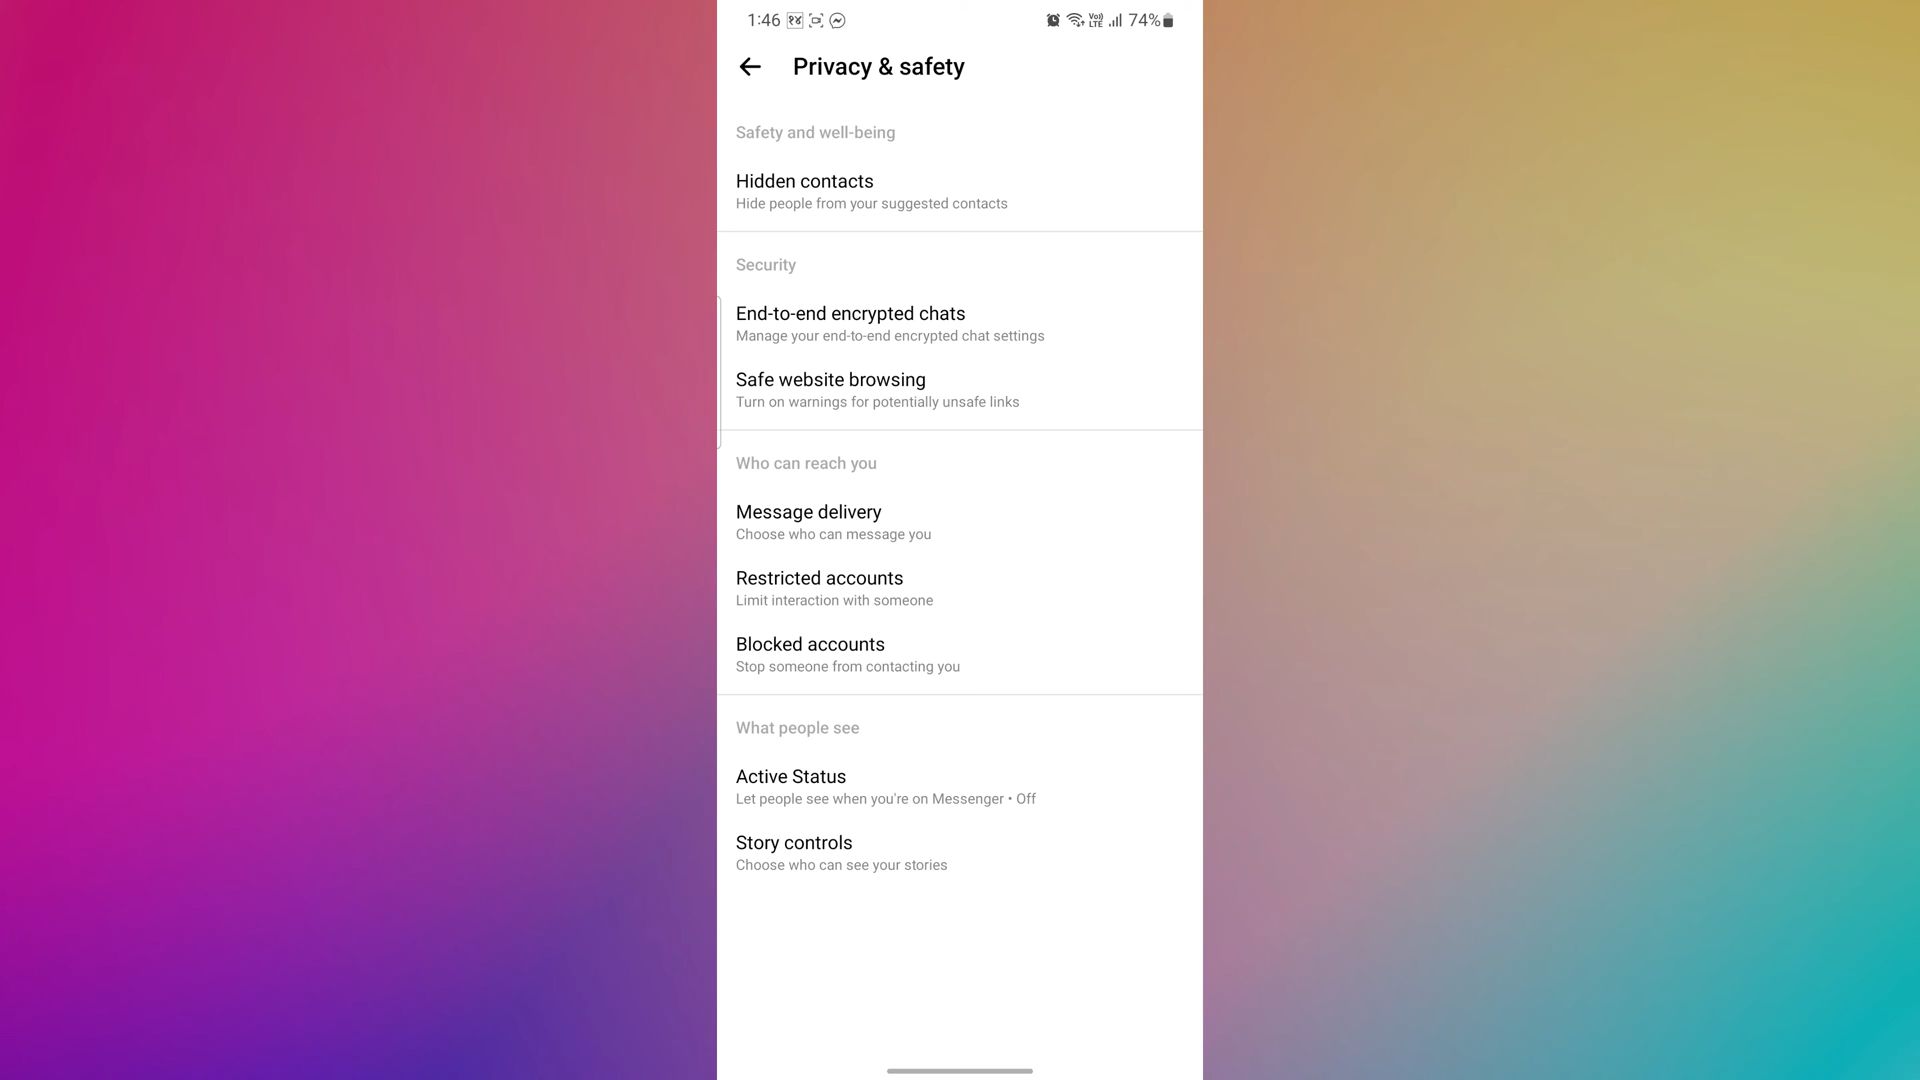 1:46 २४ Vo)) LTE 74%
Privacy & safety
Safety and well-being
Hidden contacts
Hide people from your suggested contacts
Security
End-to-end encrypted chats
Manage your end-to-end encrypted chat settings
Safe website browsing
Turn on warnings for potentially unsafe links
Who can reach you
Message delivery
Choose who can message you
Restricted accounts
Limit interaction with someone
Blocked accounts
Stop someone from contacting you
What people see
Active Status
Let people see when you're on Messenger • Off
Story controls
Choose who can see your stories